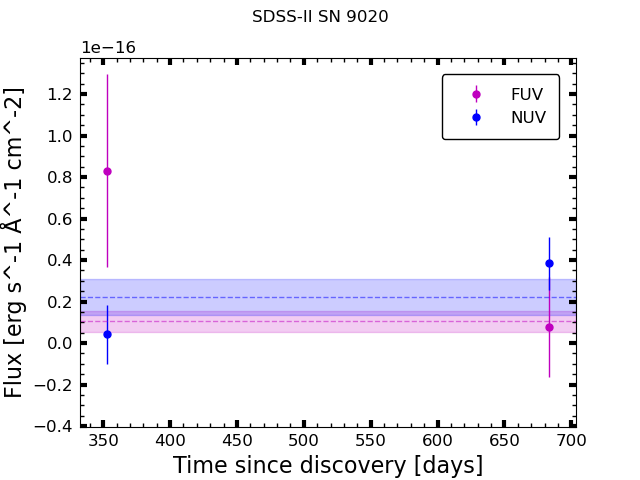 SDSS-II SN 9020
1e−16
FUV
NUV
1.2
1.0
0.8
0.6
0.4
0.2
0.0
−0.2
−0.4
Flux [erg s^-1 Å^-1 cm^-2]
350 400 450 500 550 600 650 700
Time since discovery [days]